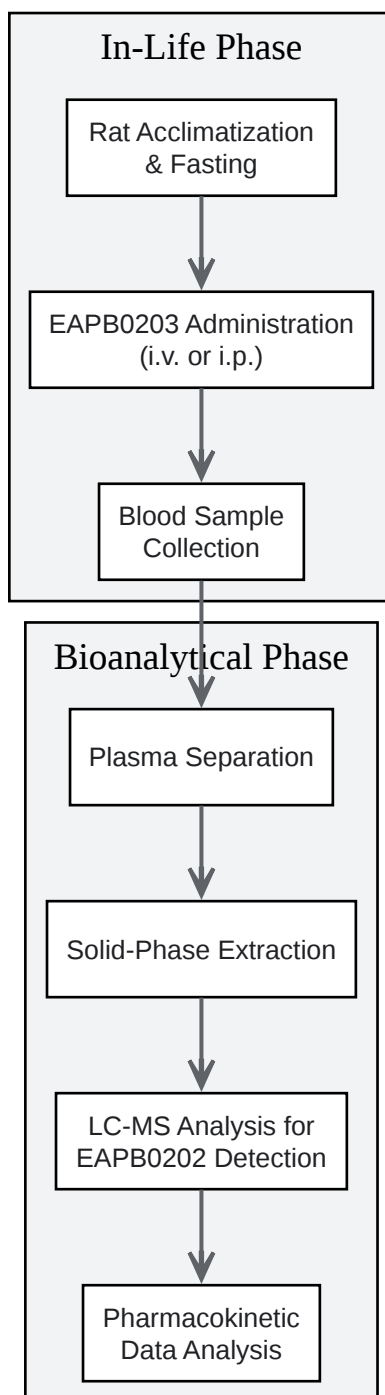 In-Life Phase
Rat Acclimatization
& Fasting
EAPB0203 Administration
(i.v. or i.p.)
Blood Sample
Collection
Bioanalytical Phase
Plasma Separation
Solid-Phase Extraction
LC-MS Analysis for
EAPB0202 Detection
Pharmacokinetic
Data Analysis